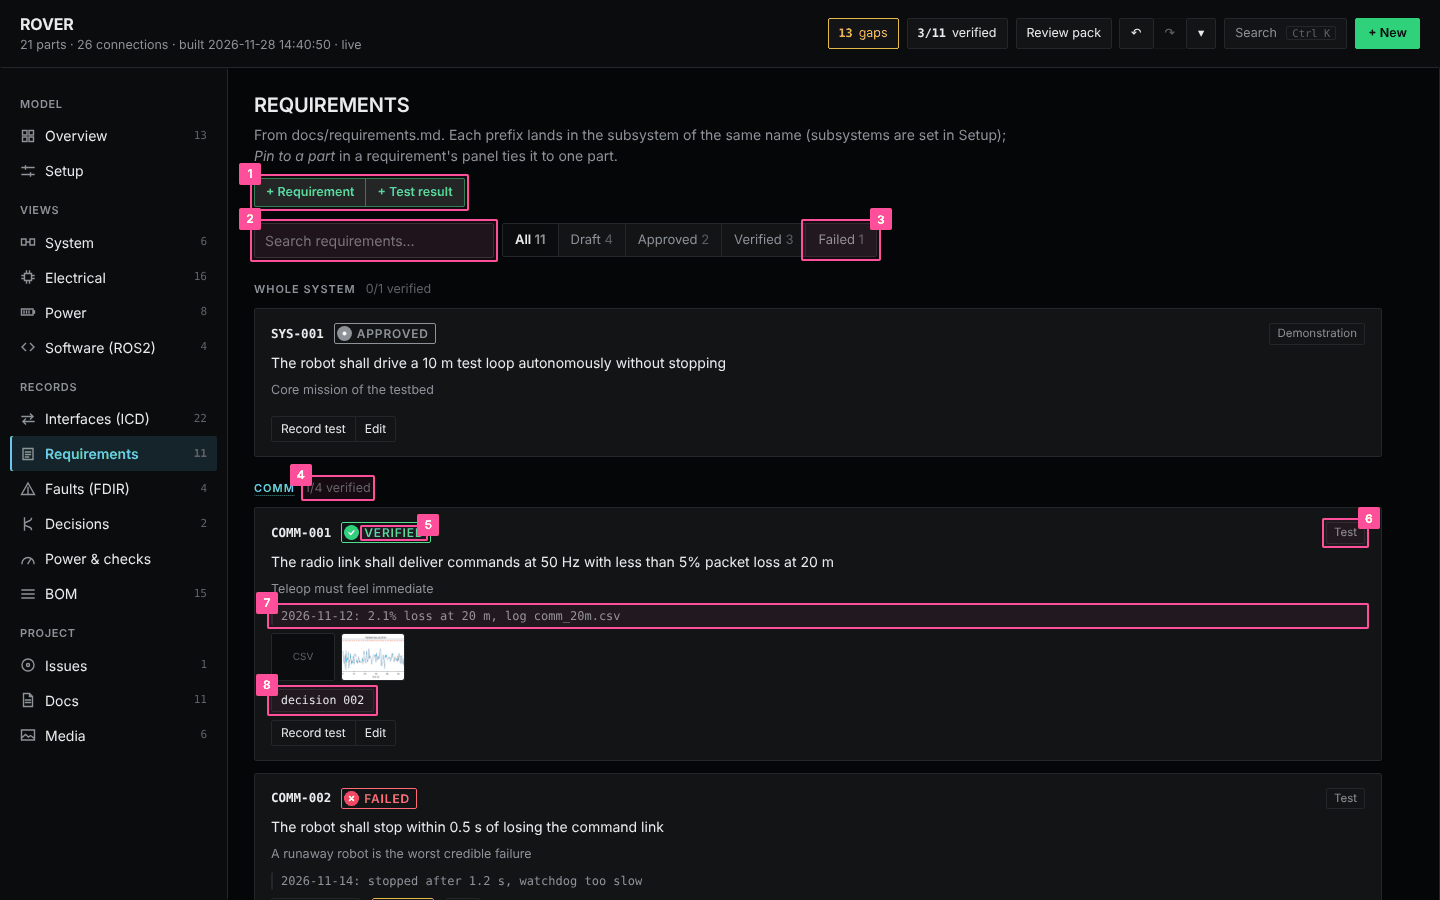 ROVER
21 parts · 26 connections · built 2026-11-28 14:40:50 · live
13 gaps
3/11 verified
Review pack
Search Ctrl K
+ New
MODEL
Overview 13
Setup
VIEWS
System 6
Electrical 16
Power 8
Software (ROS2) 4
RECORDS
Interfaces (ICD) 22
Requirements 11
Faults (FDIR) 4
Decisions 2
Power & checks
BOM 15
PROJECT
Issues 1
Docs 11
Media 6
REQUIREMENTS
From docs/requirements.md. Each prefix lands in the subsystem of the same name (subsystems are set in Setup);
Pin to a part in a requirement's panel ties it to one part.
1
+ Requirement + Test result
2
Search requirements...
All 11 Draft 4 Approved 2 Verified 3 Failed 1
3
WHOLE SYSTEM 0/1 verified
SYS-001 APPROVED Demonstration
The robot shall drive a 10 m test loop autonomously without stopping
Core mission of the testbed
Record test Edit
4
COMM 1/4 verified
COMM-001 VERIFIED 5 Test 6
The radio link shall deliver commands at 50 Hz with less than 5% packet loss at 20 m
Teleop must feel immediate
7
2026-11-12: 2.1% loss at 20 m, log comm_20m.csv
CSV
8
decision 002
Record test Edit
COMM-002 FAILED Test
The robot shall stop within 0.5 s of losing the command link
A runaway robot is the worst credible failure
2026-11-14: stopped after 1.2 s, watchdog too slow